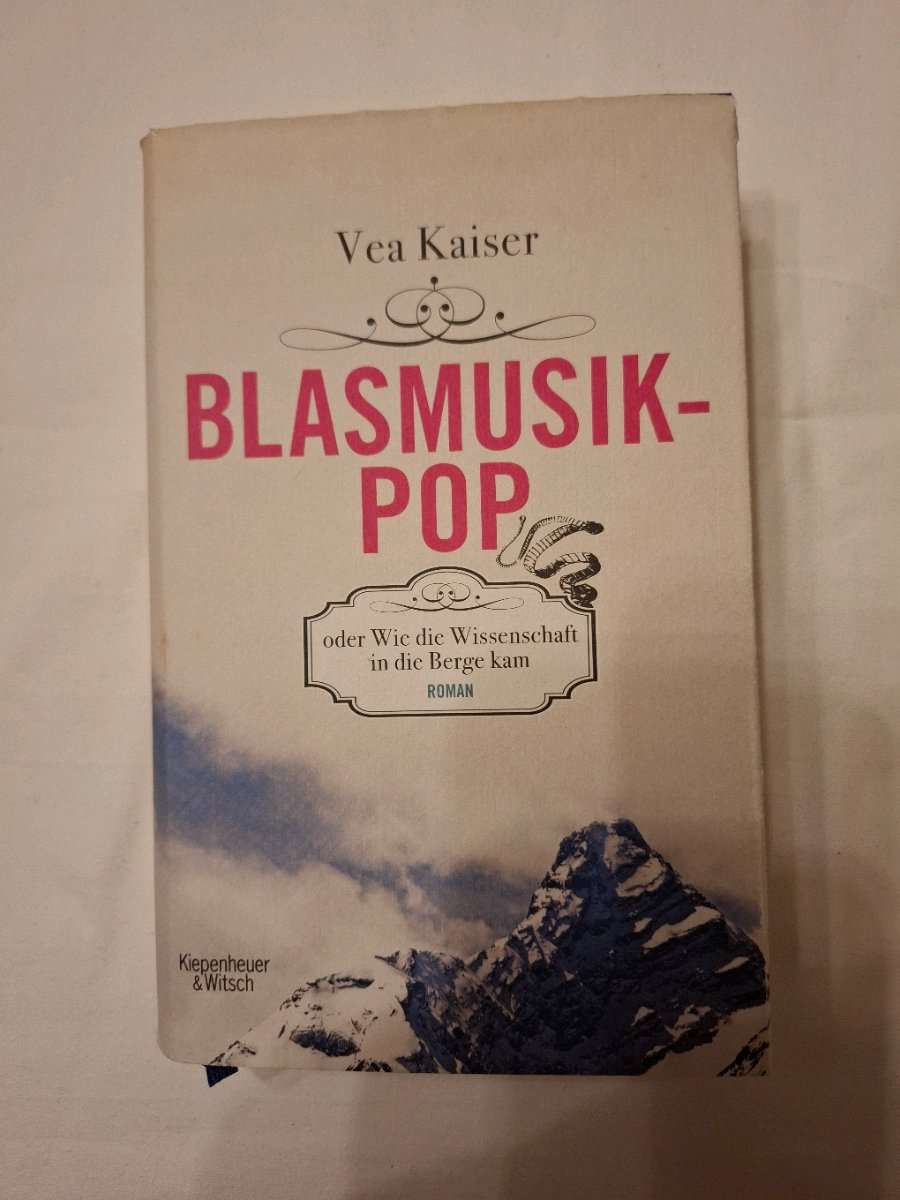 Vea Kaiser
BLASMUSIK-
POP
oder Wie die Wissenschaft
in die Berge kam
ROMAN
Kiepenheuer
&Witsch